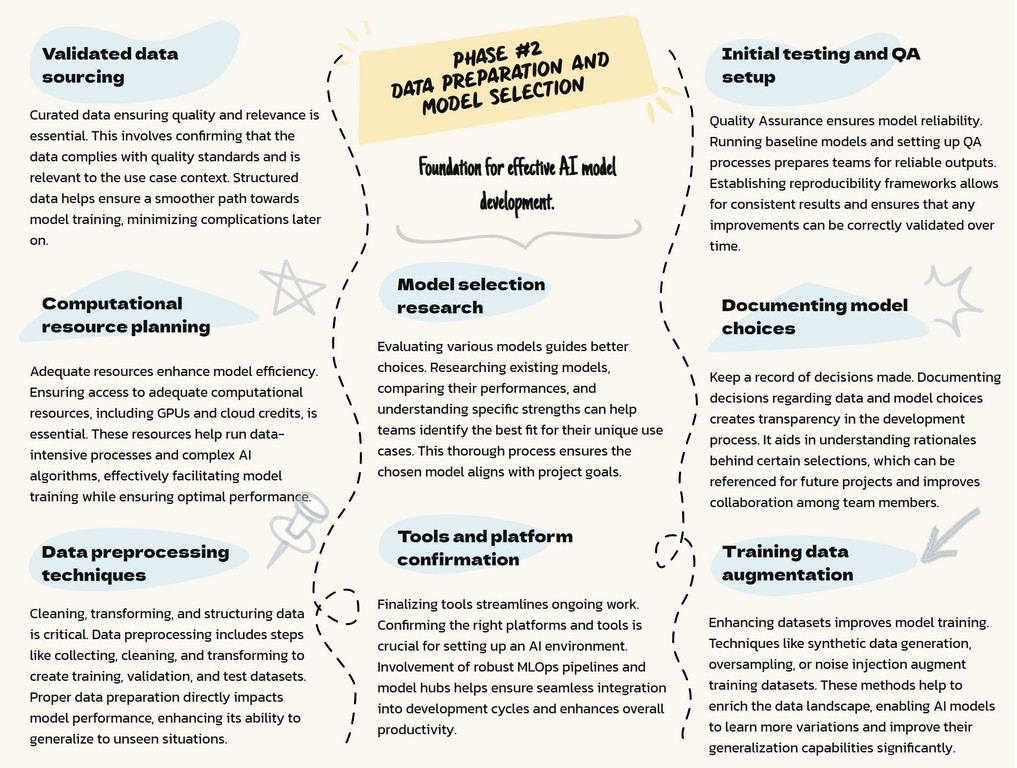 PHASE #2
DATA PREPARATION AND
MODEL SELECTION
Foundation for effective AI model
development.
Validated data
sourcing
Curated data ensuring quality and relevance is
essential. This involves confirming that the
data complies with quality standards and is
relevant to the use case context. Structured
data helps ensure a smoother path towards
model training, minimizing complications later
on.
Computational
resource planning
Adequate resources enhance model efficiency.
Ensuring access to adequate computational
resources, including GPUs and cloud credits, is
essential. These resources help run data-
intensive processes and complex AI
algorithms, effectively facilitating model
training while ensuring optimal performance.
Data preprocessing
techniques
Cleaning, transforming, and structuring data
is critical. Data preprocessing includes steps
like collecting, cleaning, and transforming to
create training, validation, and test datasets.
Proper data preparation directly impacts
model performance, enhancing its ability to
generalize to unseen situations.
Model selection
research
Evaluating various models guides better
choices. Researching existing models,
comparing their performances, and
understanding specific strengths can help
teams identify the best fit for their unique use
cases. This thorough process ensures the
chosen model aligns with project goals.
Tools and platform
confirmation
Finalizing tools streamlines ongoing work.
Confirming the right platforms and tools is
crucial for setting up an AI environment.
Involvement of robust MLOps pipelines and
model hubs helps ensure seamless integration
into development cycles and enhances overall
productivity.
Initial testing and QA
setup
Quality Assurance ensures model reliability.
Running baseline models and setting up QA
processes prepares teams for reliable outputs.
Establishing reproducibility frameworks allows
for consistent results and ensures that any
improvements can be correctly validated over
time.
Documenting model
choices
Keep a record of decisions made. Documenting
decisions regarding data and model choices
creates transparency in the development
process. It aids in understanding rationales
behind certain selections, which can be
referenced for future projects and improves
collaboration among team members.
Training data
augmentation
Enhancing datasets improves model training.
Techniques like synthetic data generation,
oversampling, or noise injection augment
training datasets. These methods help to
enrich the data landscape, enabling AI models
to learn more variations and improve their
generalization capabilities significantly.